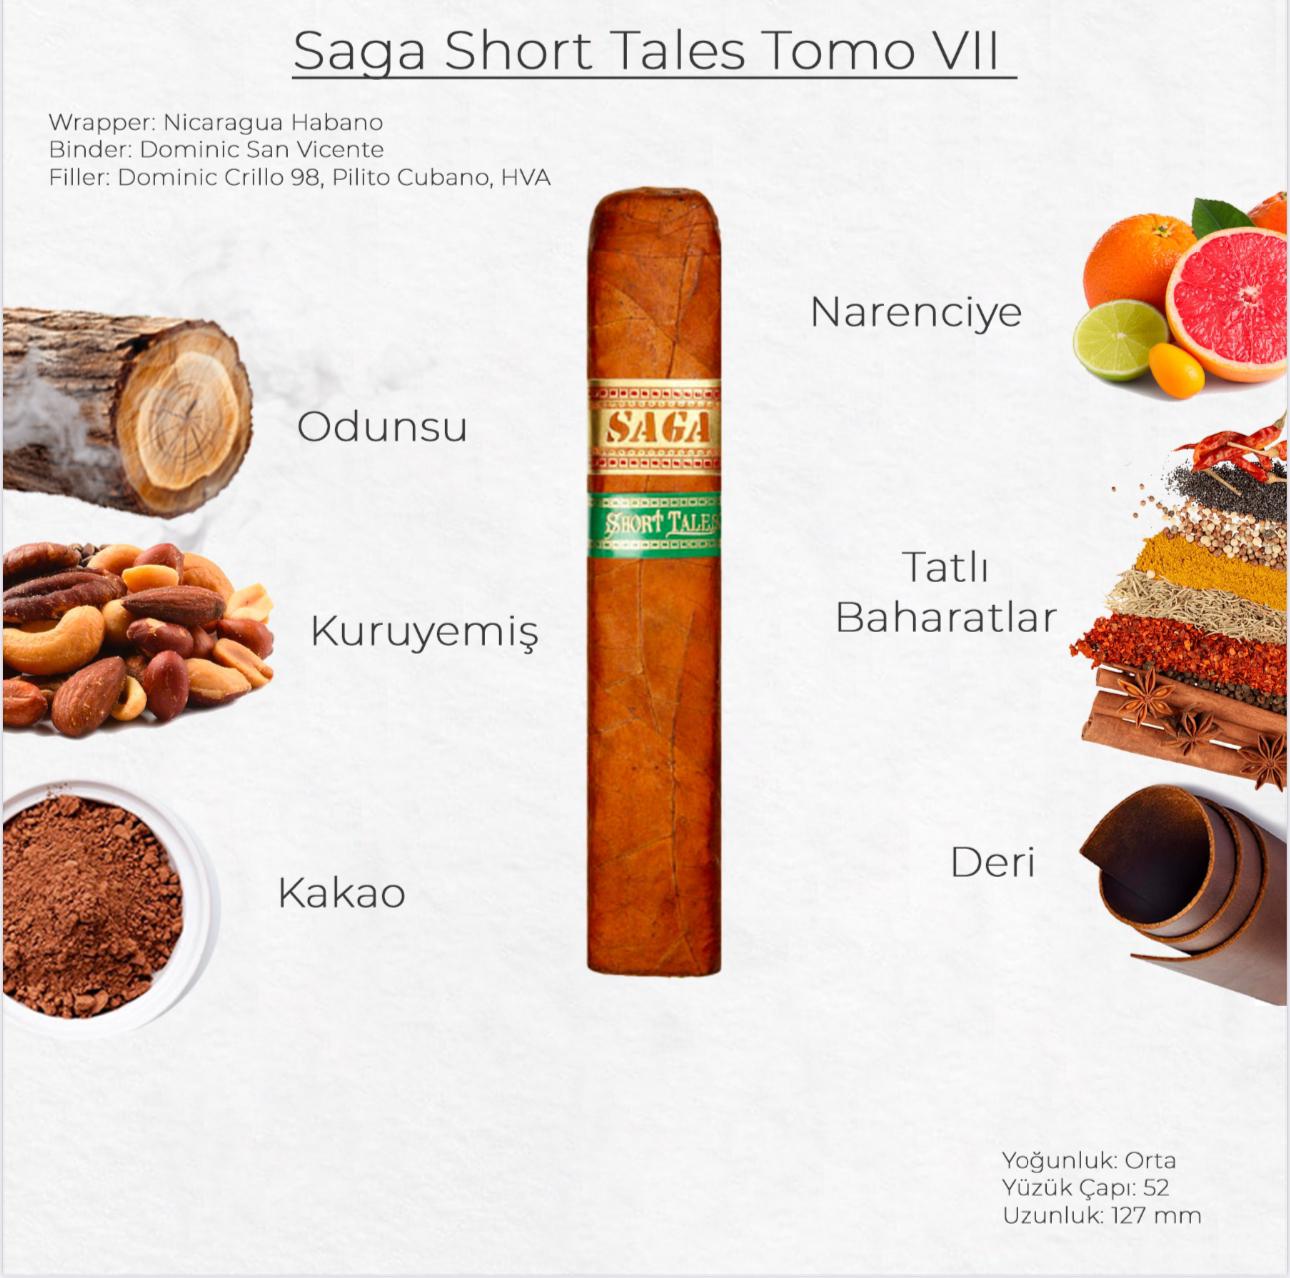 Saga Short Tales Tomo VII
Wrapper: Nicaragua Habano
Binder: Dominic San Vicente
Filler: Dominic Crillo 98, Pilito Cubano, HVA
Narenciye
Odunsu
SAGA
SHORT TALES
Tatlı
Baharatlar
Kuruyemiş
Deri
Kakao
Yoğunluk: Orta
Yüzük Çapı: 52
Uzunluk: 127 mm